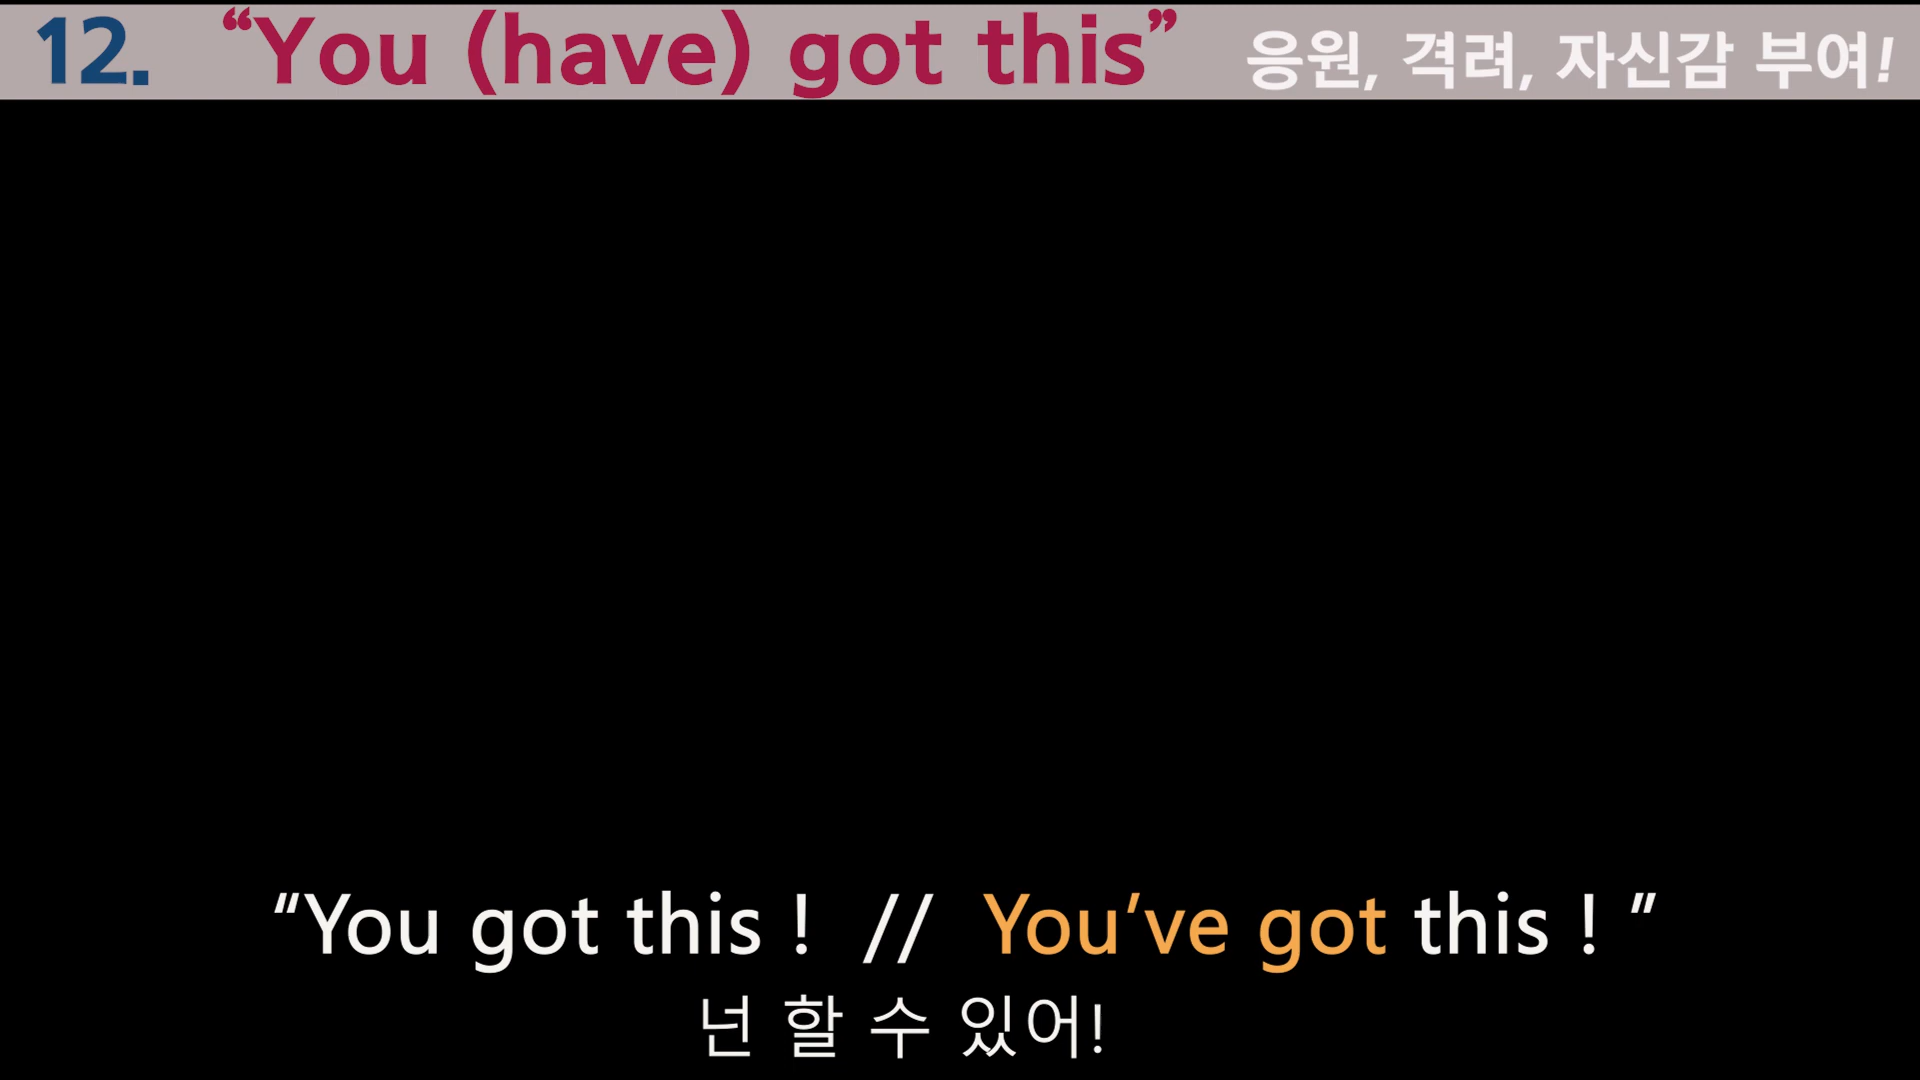 12. “You (have) got this” 응원, 격려, 자신감 부여!
“You got this ! // You’ve got this ! ”
넌 할 수 있어!